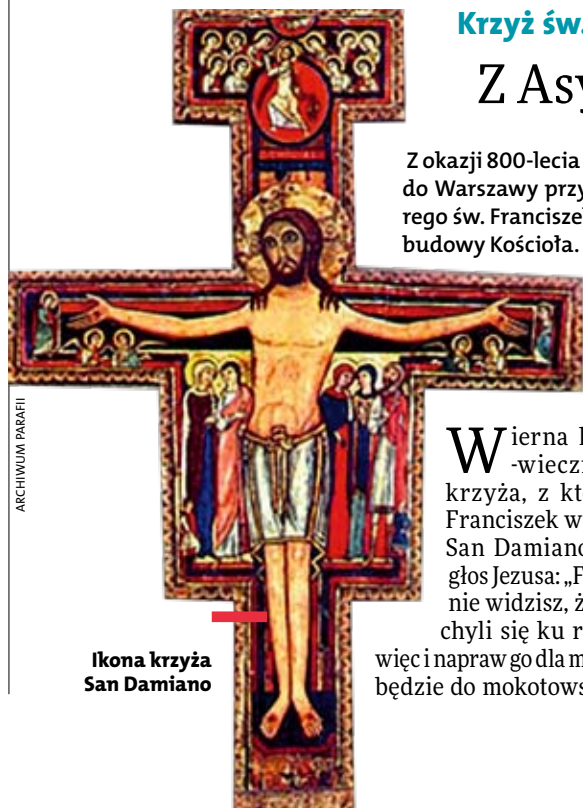 Krzyż św.
Z Asy
Z okazji 800-lecia
do Warszawy przy
rego św. Francisze
budowy Kościoła.
ARCHIWUM PARAFII
Wierna
-wieczn
krzyża, z kt
Franciszek w
San Damiano
głos Jezusa: „F
nie widzisz, ż
chyli się ku r
więc i napraw go dla m
będzie do mokotows
Ikona krzyża
San Damiano